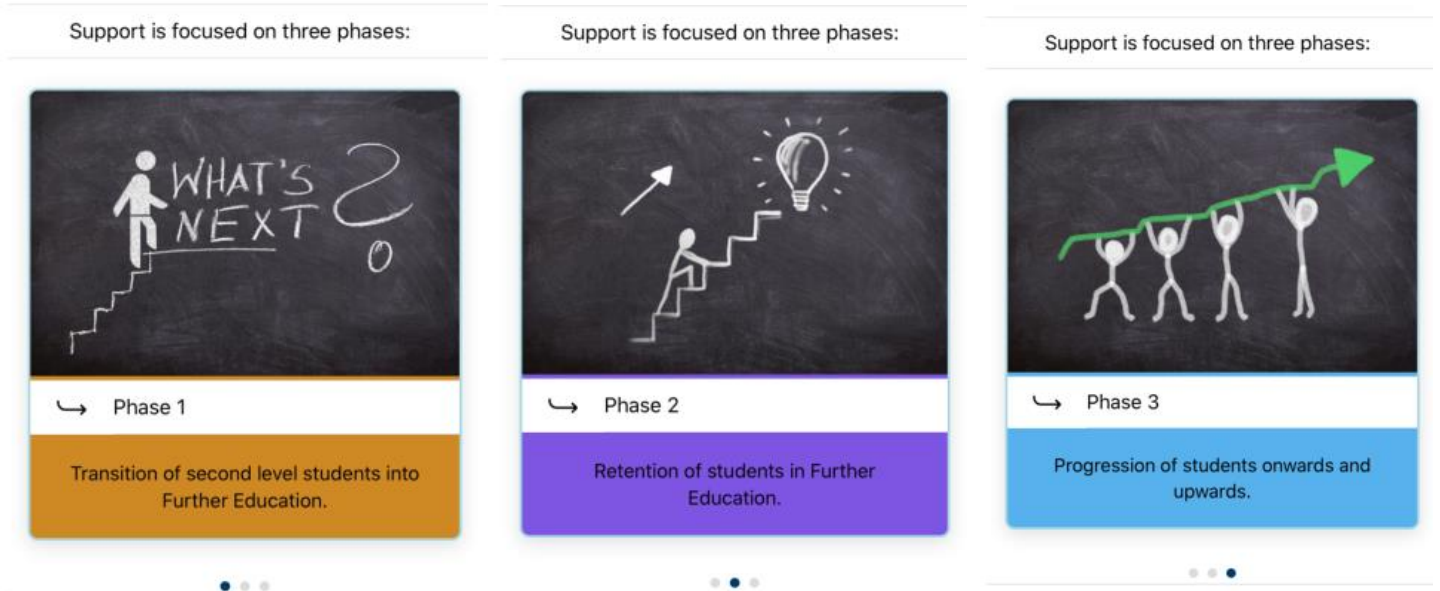 Support is focused on three phases:
WHAT'S
NEXT ?
Phase 1
Transition of second level students into
Further Education.
Support is focused on three phases:
Phase 2
Retention of students in Further
Education.
Support is focused on three phases:
Phase 3
Progression of students onwards and
upwards.